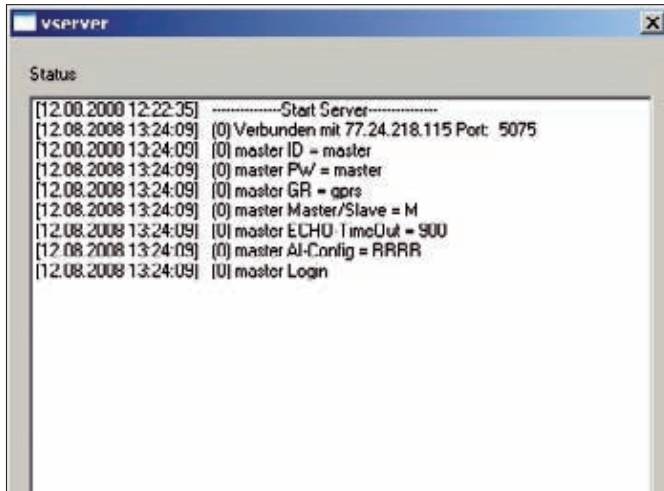 vserver
Status
[12.08.2008 12:22:35] ---------------Start Server---------------
[12.08.2008 13:24:09] (0) Verbunden mit 77.24.218.115 Port: 5075
[12.08.2008 13:24:09] (0) master ID = master
[12.08.2008 13:24:09] (0) master PW = master
[12.08.2008 13:24:09] (0) master GR = gprs
[12.08.2008 13:24:09] (0) master Master/Slave = M
[12.08.2008 13:24:09] (0) master ECHO-TimeOut = 900
[12.08.2008 13:24:09] (0) master AI-Config = RRRR
[12.08.2008 13:24:09] (0) master Login